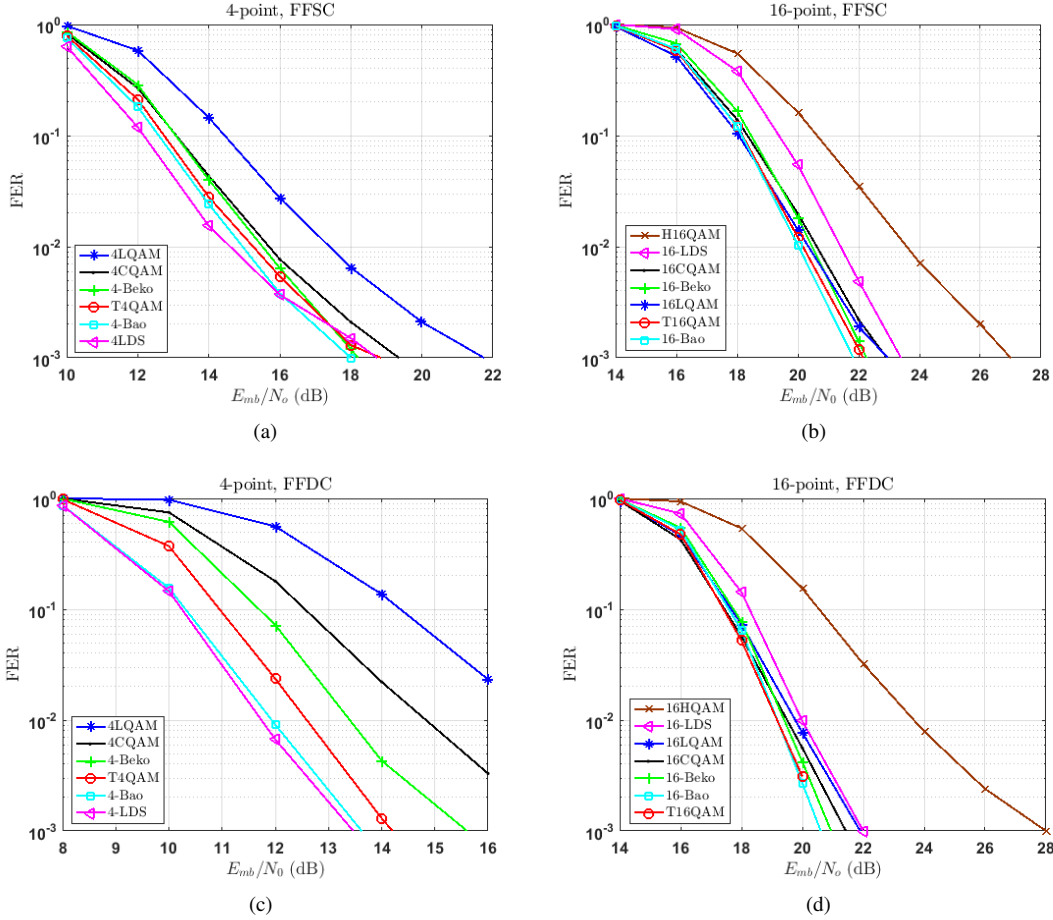 4-point, FFSC
FER
10^0
10^-1
10^-2
10^-3
4LQAM
4CQAM
4-Beko
T4QAM
4-Bao
4LDS
10 12 14 16 18 20 22
E_mb/N_o (dB)
(a)
16-point, FFSC
FER
10^0
10^-1
10^-2
10^-3
H16QAM
16-LDS
16CQAM
16-Beko
16LQAM
T16QAM
16-Bao
14 16 18 20 22 24 26 28
E_mb/N_0 (dB)
(b)
4-point, FFDC
FER
10^0
10^-1
10^-2
10^-3
4LQAM
4CQAM
4-Beko
T4QAM
4-Bao
4-LDS
8 9 10 11 12 13 14 15 16
E_mb/N_0 (dB)
(c)
16-point, FFDC
FER
10^0
10^-1
10^-2
10^-3
16HQAM
16-LDS
16LQAM
16CQAM
16-Beko
16-Bao
T16QAM
14 16 18 20 22 24 26 28
E_mb/N_o (dB)
(d)